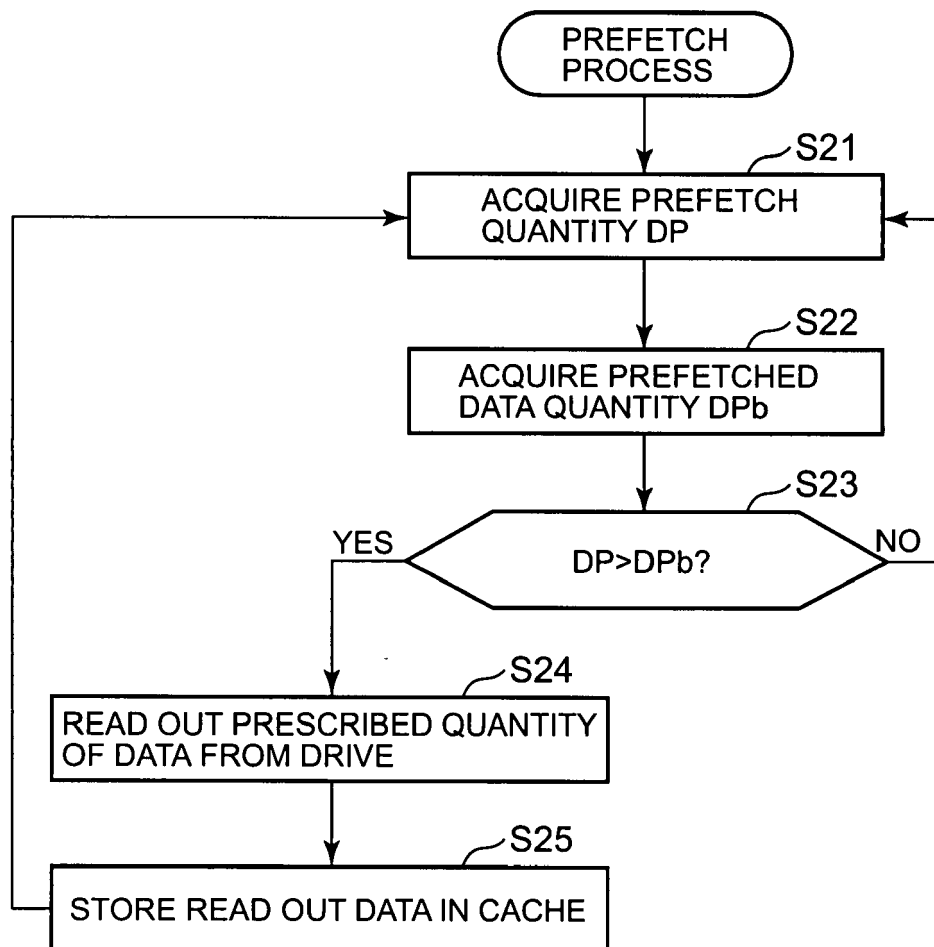 PREFETCH
PROCESS
S21
ACQUIRE PREFETCH
QUANTITY DP
S22
ACQUIRE PREFETCHED
DATA QUANTITY DPb
S23
YES
DP>DPb?
NO
S24
READ OUT PRESCRIBED QUANTITY
OF DATA FROM DRIVE
S25
STORE READ OUT DATA IN CACHE